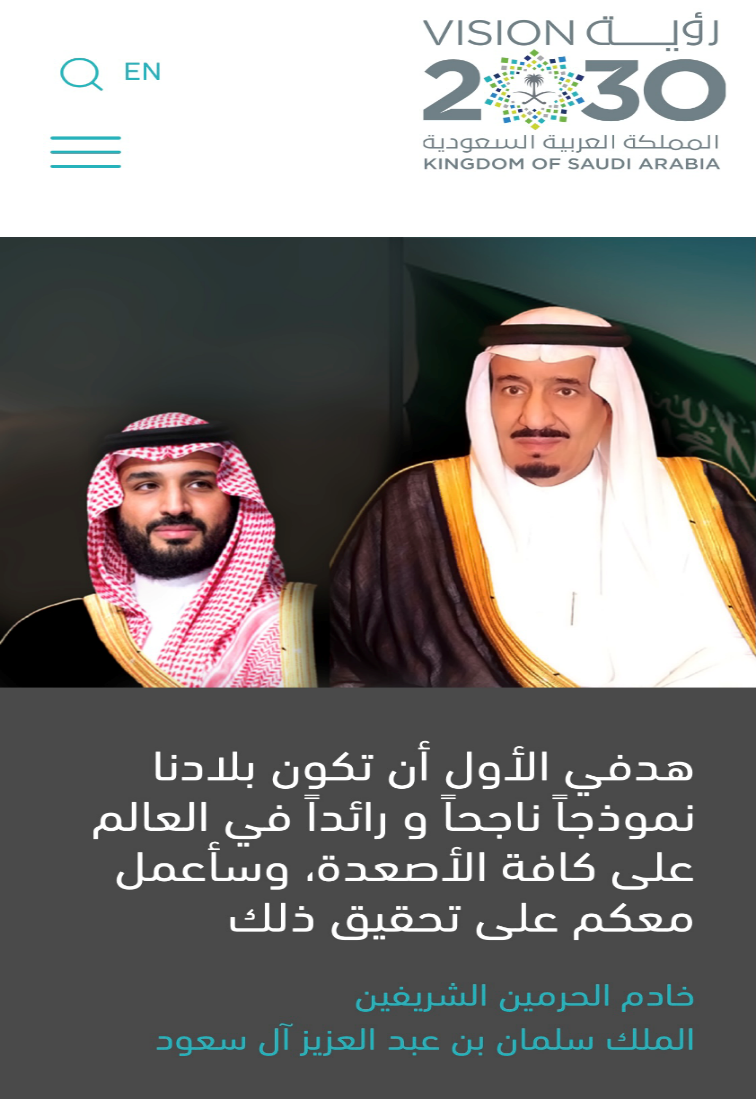 VISION رؤيـــة
2030
المملكة العربية السعودية
KINGDOM OF SAUDI ARABIA
EN
هدفي الأول أن تكون بلادنا
نموذجاً ناجحاً و رائداً في العالم
على كافة الأصعدة، وسأعمل
معكم على تحقيق ذلك
خادم الحرمين الشريفين
الملك سلمان بن عبد العزيز آل سعود